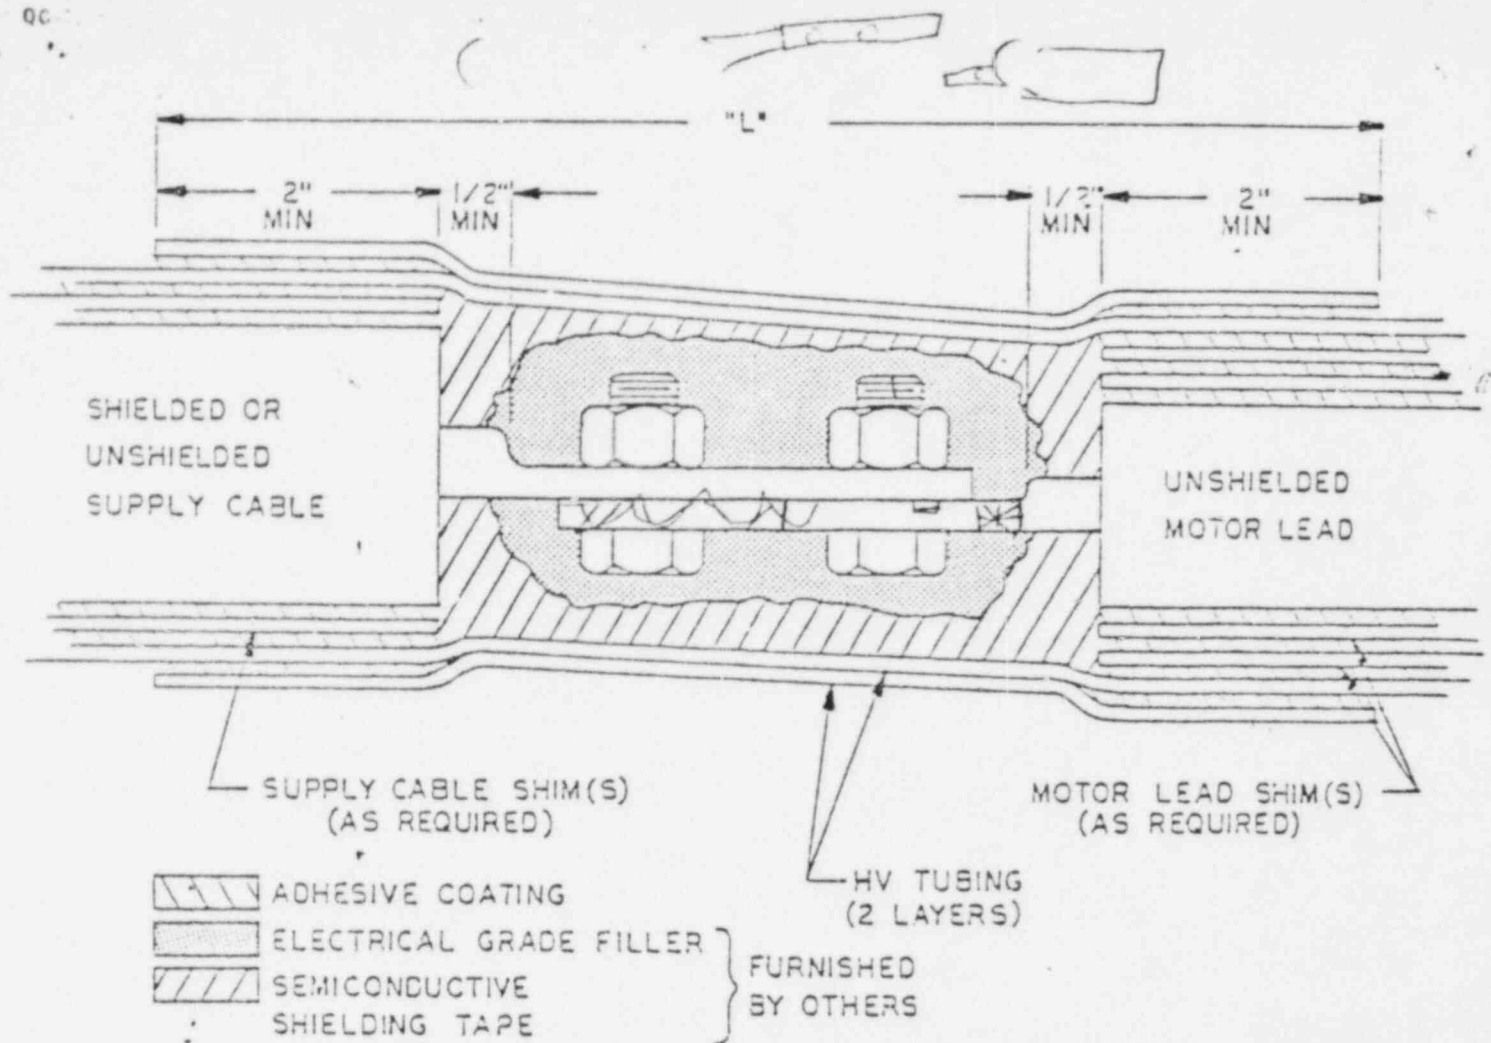 QC
"L"
2"
MIN
1/2"
MIN
1/2"
MIN
2"
MIN
SHIELDED OR
UNSHIELDED
SUPPLY CABLE
UNSHIELDED
MOTOR LEAD
SUPPLY CABLE SHIM(S)
(AS REQUIRED)
MOTOR LEAD SHIM(S)
(AS REQUIRED)
HV TUBING
(2 LAYERS)
ADHESIVE COATING
ELECTRICAL GRADE FILLER
SEMICONDUCTIVE
SHIELDING TAPE
FURNISHED
BY OTHERS